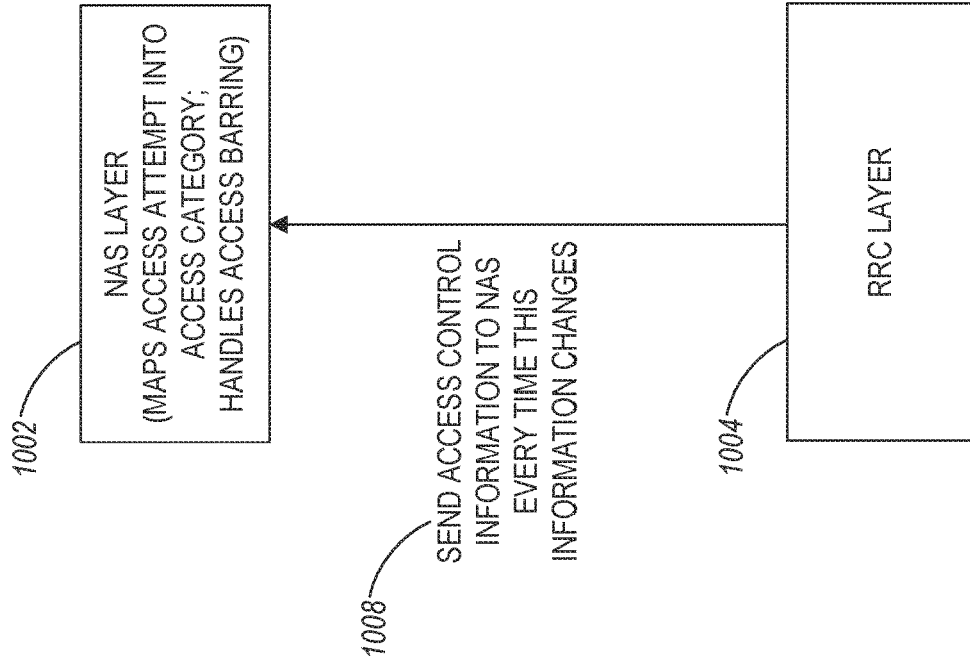 1002
NAS LAYER
(MAPS ACCESS ATTEMPT INTO
ACCESS CATEGORY;
HANDLES ACCESS BARRING)
1008
SEND ACCESS CONTROL
INFORMATION TO NAS
EVERY TIME THIS
INFORMATION CHANGES
1004
RRC LAYER